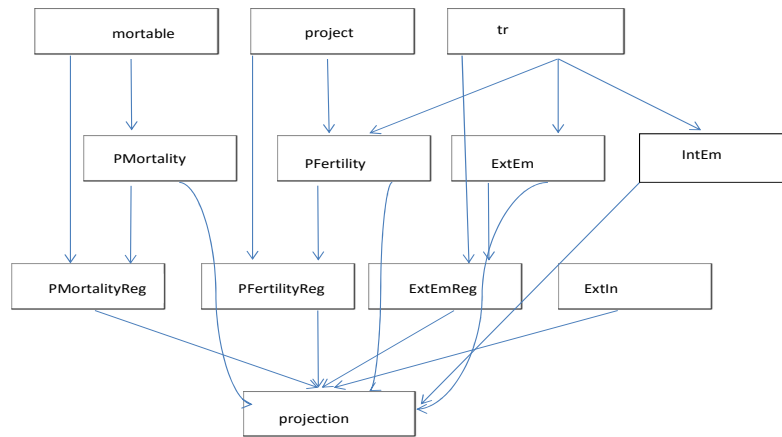 mortable
project
tr
PMortality
PFertility
ExtEm
IntEm
PMortalityReg
PFertilityReg
ExtEmReg
ExtIn
projection